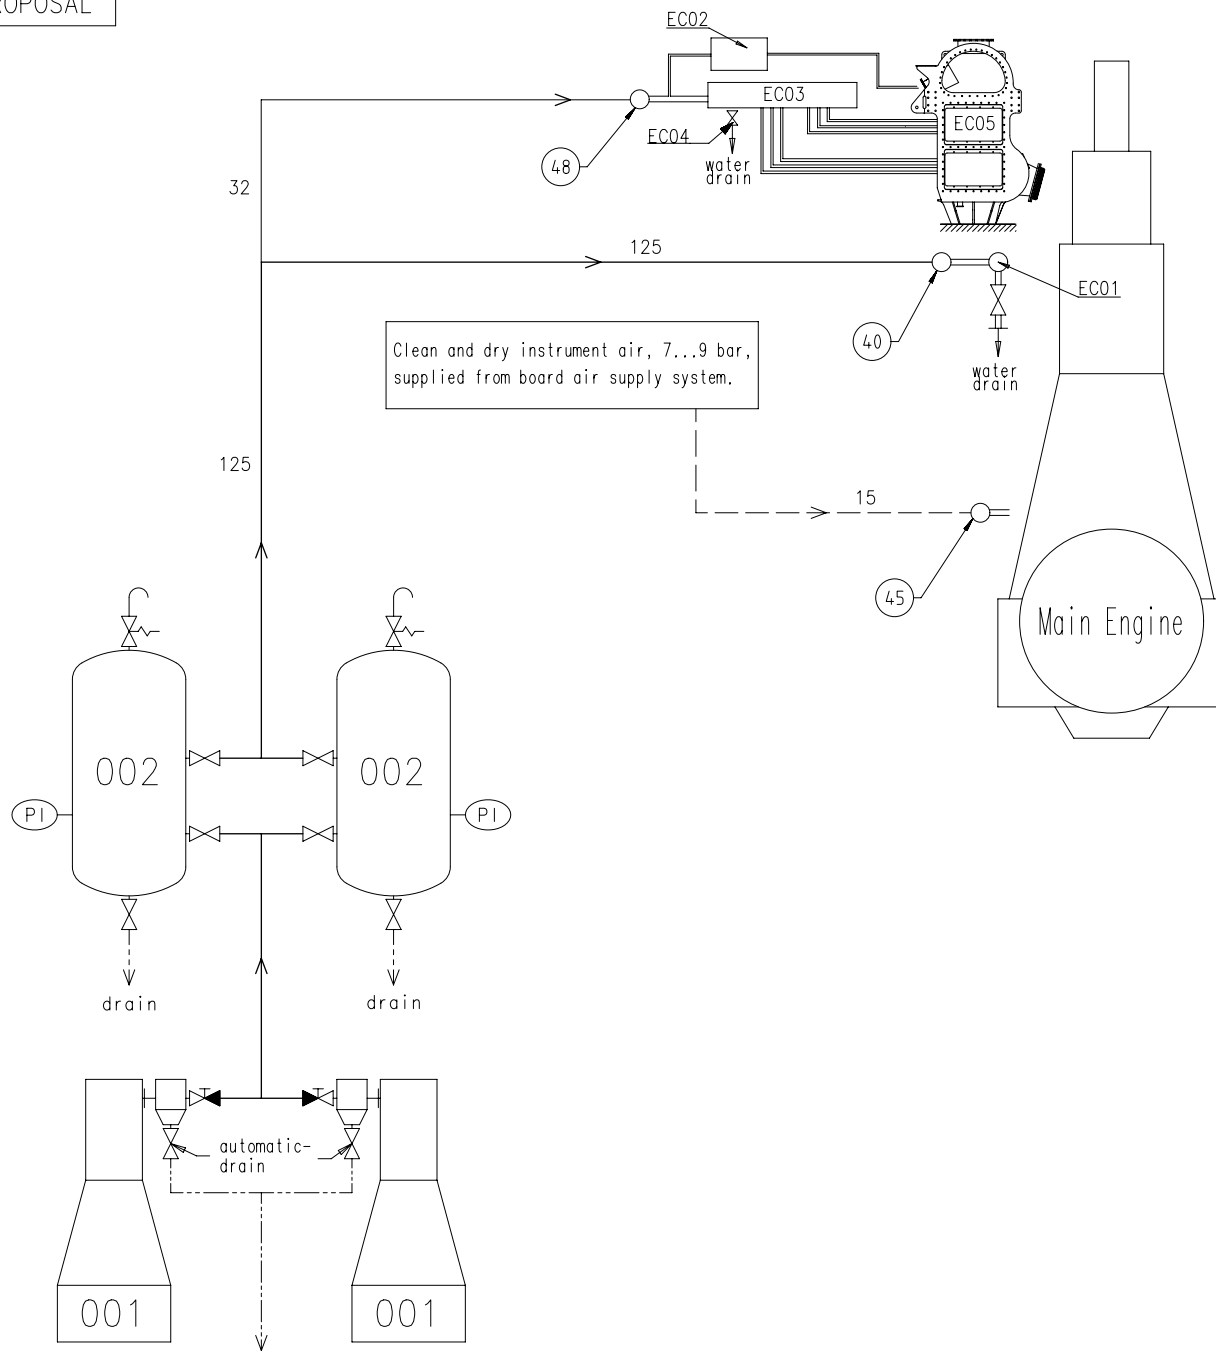 EC02
EC03
EC05
EC04
48
water
drain
32
125
EC01
40
Clean and dry instrument air, 7...9 bar,
supplied from board air supply system.
water
drain
125
15
45
Main Engine
002
002
PI
PI
drain
drain
automatic-
drain
001
001